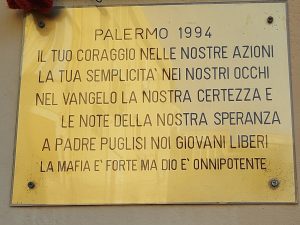 PALERMO 1994
IL TUO CORAGGIO NELLE NOSTRE AZIONI
LA TUA SEMPLICITA' NEI NOSTRI OCCHI
NEL VANGELO LA NOSTRA CERTEZZA E
LE NOTE DELLA NOSTRA SPERANZA
A PADRE PUGLISI NOI GIOVANI LIBERI
LA MAFIA E' FORTE MA DIO E' ONNIPOTENTE